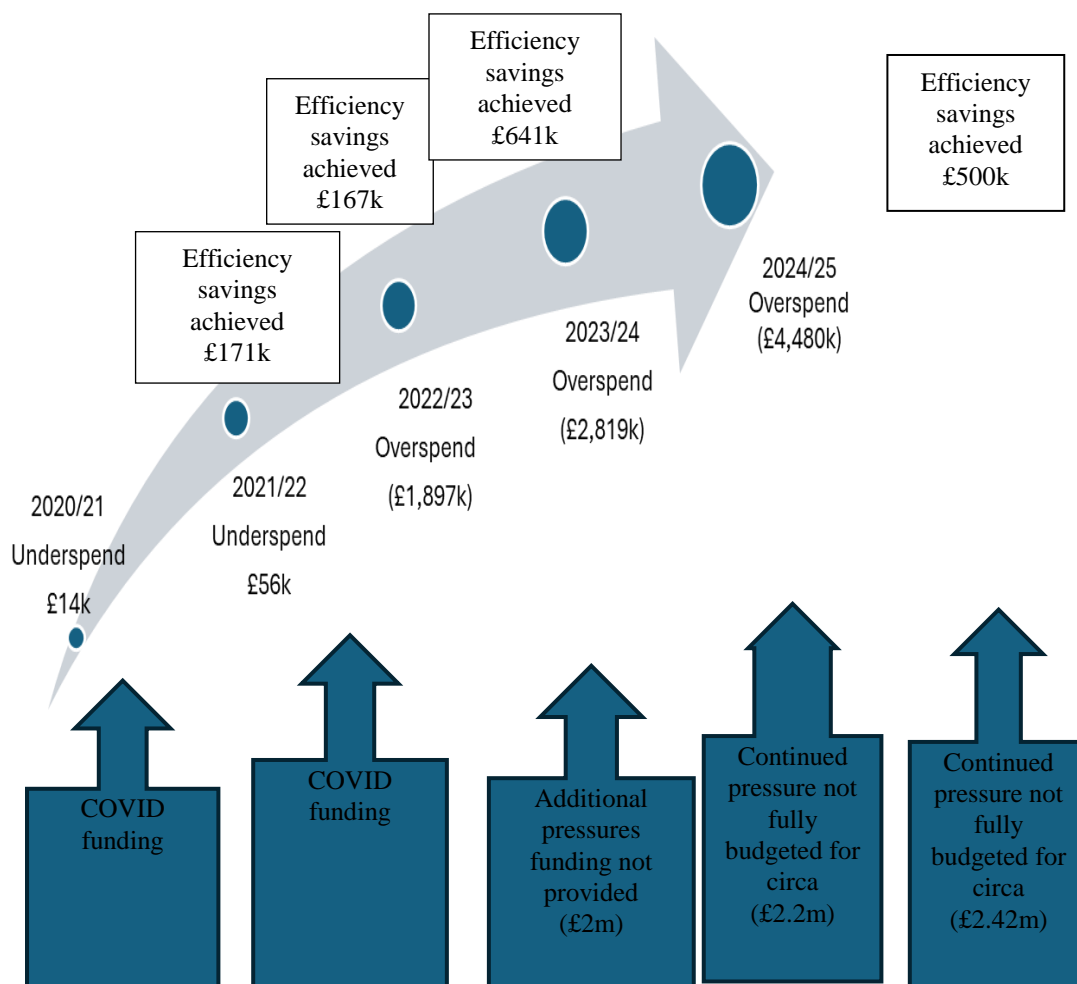 Efficiency
savings
achieved
£641k
Efficiency
savings
achieved
£500k
Efficiency
savings
achieved
£167k
Efficiency
savings
achieved
£171k
2024/25
Overspend
(£4,480k)
2023/24
Overspend
(£2,819k)
2022/23
Overspend
(£1,897k)
2021/22
Underspend
£56k
2020/21
Underspend
£14k
COVID
funding
COVID
funding
Additional
pressures
funding not
provided
(£2m)
Continued
pressure not
fully
budgeted for
circa
(£2.2m)
Continued
pressure not
fully
budgeted for
circa
(£2.42m)